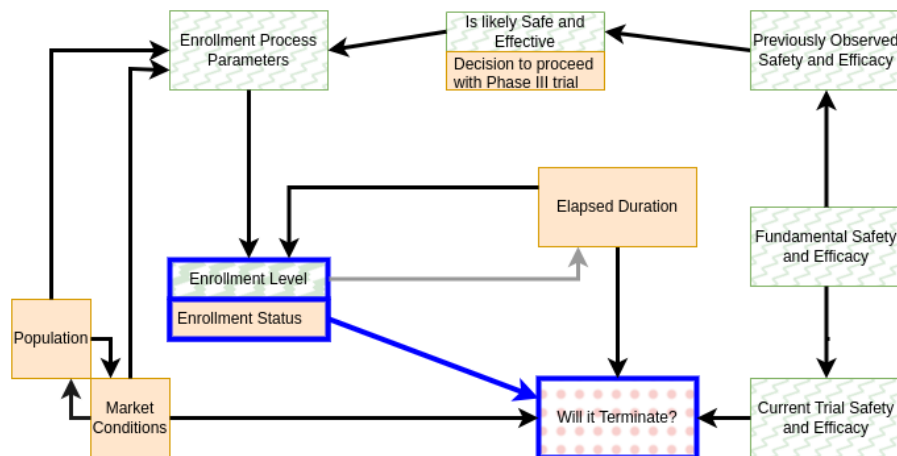 Enrollment Process
Parameters
Is likely Safe and
Effective
Decision to proceed
with Phase III trial
Previously Observed
Safety and Efficacy
Elapsed Duration
Fundamental Safety
and Efficacy
Enrollment Level
Enrollment Status
Population
Market
Conditions
Will it Terminate?
Current Trial Safety
and Efficacy